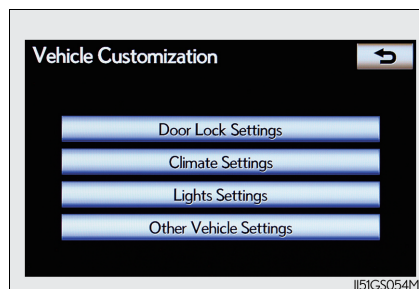 Vehicle Customization
Door Lock Settings
Climate Settings
Lights Settings
Other Vehicle Settings
II51GS054M